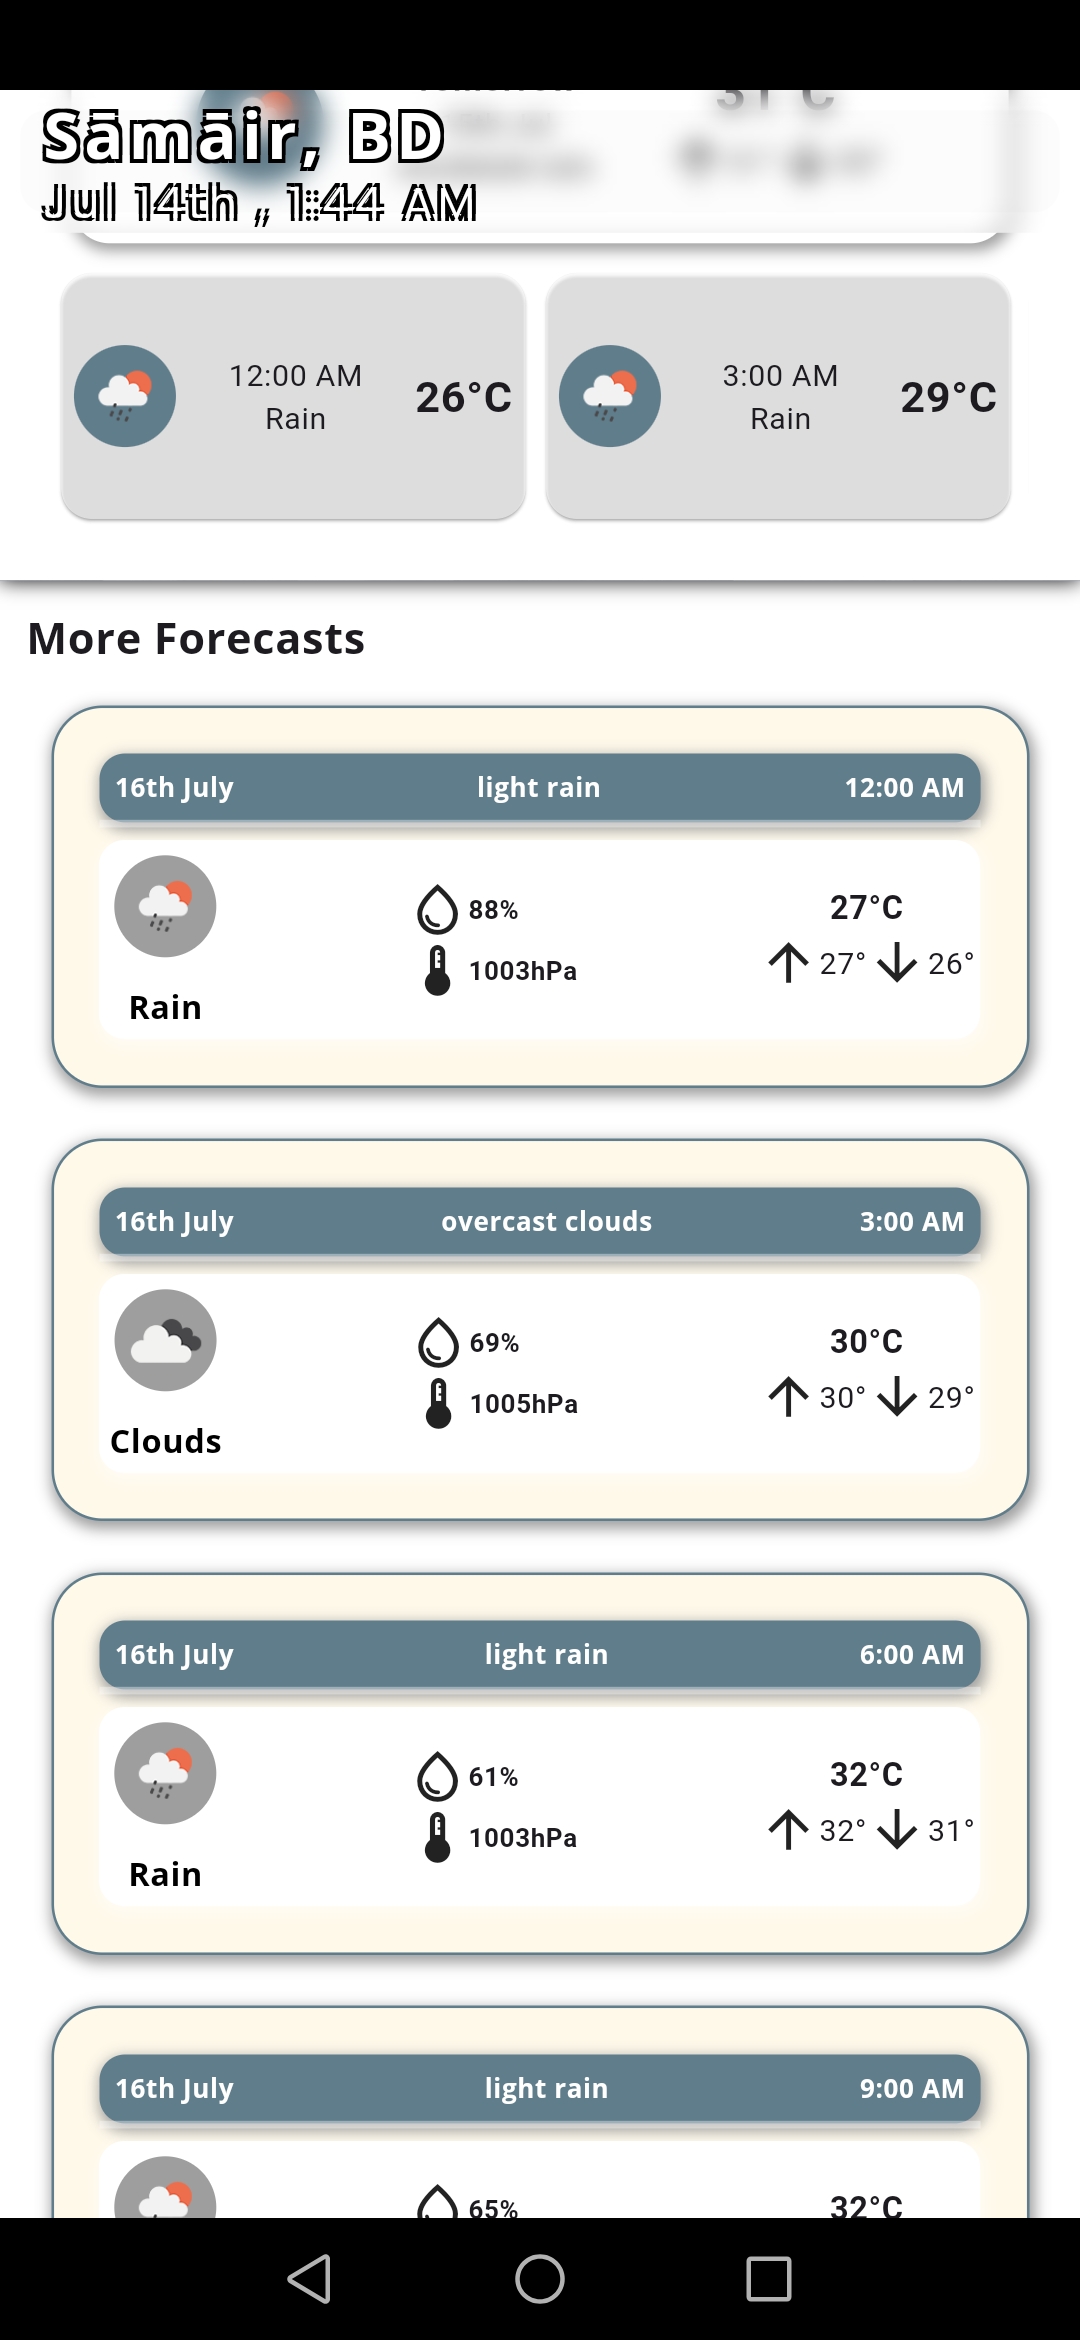 31°C
Sāmāir, BD
Jul 14th ,, 1:44 AM
12:00 AM
Rain
26°C
3:00 AM
Rain
29°C
More Forecasts
16th July light rain 12:00 AM
88%
27°C
1003hPa
27° 26°
Rain
16th July overcast clouds 3:00 AM
69%
30°C
1005hPa
30° 29°
Clouds
16th July light rain 6:00 AM
61%
32°C
1003hPa
32° 31°
Rain
16th July light rain 9:00 AM
65%
32°C